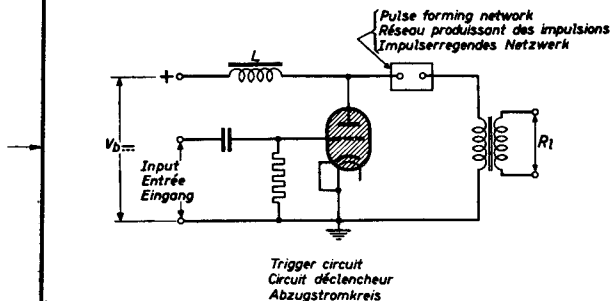 Pulse forming network
Réseau produisant des impulsions
Impulserregendes Netzwerk
+
L
Vb
Input
Entrée
Eingang
Rl
Trigger circuit
Circuit déclencheur
Abzugstromkreis